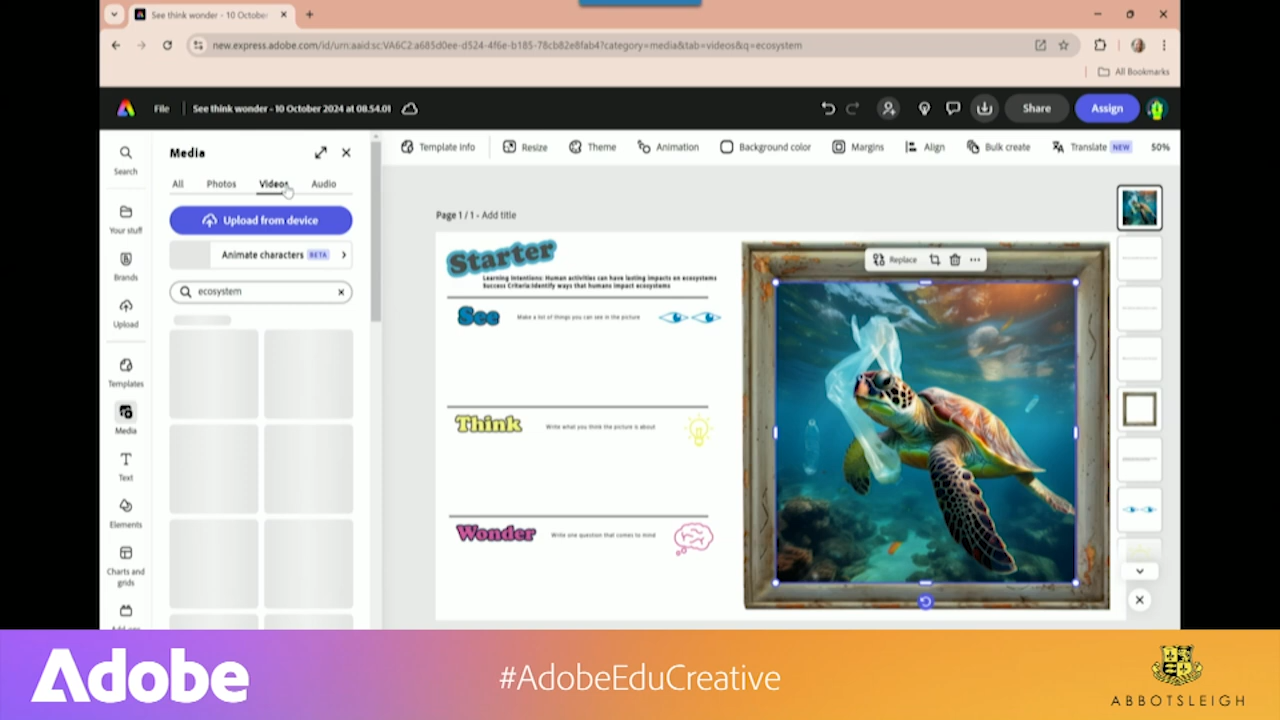 See think wonder - 10 Octobe
new.express.adobe.com/id/urn:aaid:sc:VA6C2:a685d0ee-d524-4f6e-b185-78cb82e8fab4?category=media&tab=videos&q=ecosystem
All Bookmarks
File
See think wonder - 10 October 2024 at 08.54.01
Share
Assign
Search
Your stuff
Brands
Upload
Templates
Media
Text
Elements
Charts and
grids
Media
All
Photos
Videos
Audio
Upload from device
Animate characters BETA
ecosystem
Template info
Resize
Theme
Animation
Background color
Margins
Align
Bulk create
Translate NEW
50%
Page 1 / 1 - Add title
Starter
Learning Intentions: Human activities can have lasting impacts on ecosystems
Success Criteria:Identify ways that humans impact ecosystems
See
Make a list of things you can see in the picture
Think
Write what you think the picture is about
Wonder
Write one question that comes to mind
Replace
Adobe
#AdobeEduCreative
ABBOTSLEIGH